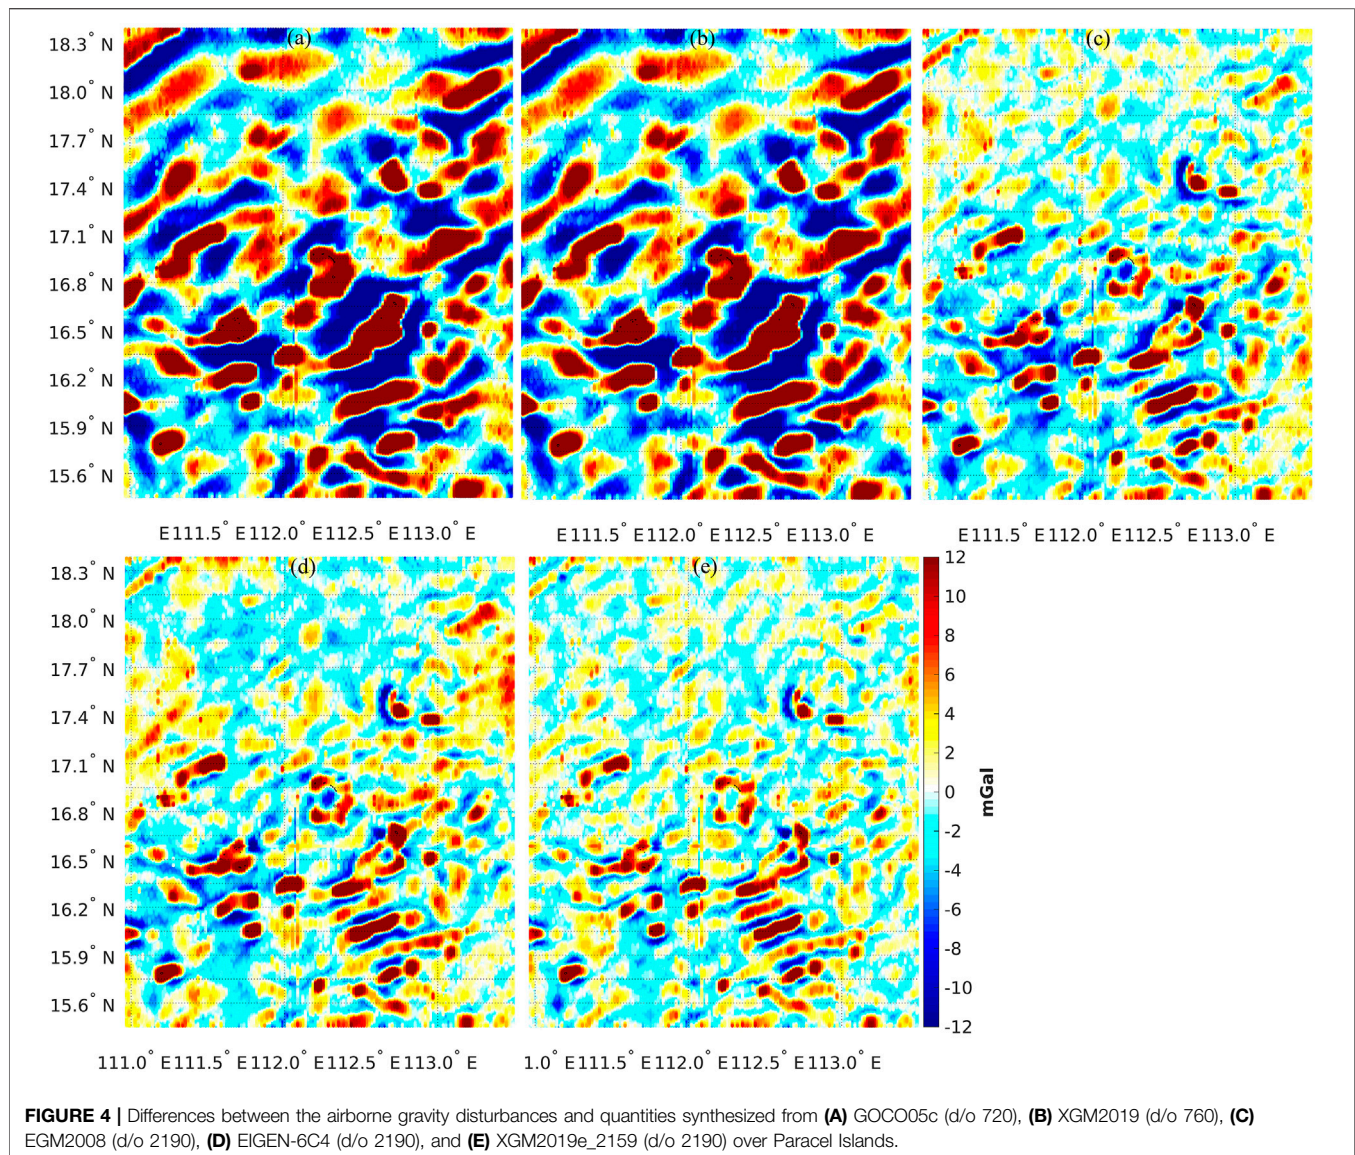 (a)
(b)
(c)
18.3° N
18.0° N
17.7° N
17.4° N
17.1° N
16.8° N
16.5° N
16.2° N
15.9° N
15.6° N
E111.5° E112.0° E112.5° E113.0° E
E111.5° E112.0° E112.5° E113.0° E
E111.5° E112.0° E112.5° E113.0° E
(d)
(e)
18.3° N
18.0° N
17.7° N
17.4° N
17.1° N
16.8° N
16.5° N
16.2° N
15.9° N
15.6° N
111.0° E111.5° E112.0° E112.5° E113.0° E
1.0° E111.5° E112.0° E112.5° E113.0° E
12
10
8
6
4
2
0
-2
-4
-6
-8
-10
-12
mGal
FIGURE 4 | Differences between the airborne gravity disturbances and quantities synthesized from (A) GOCO05c (d/o 720), (B) XGM2019 (d/o 760), (C)
EGM2008 (d/o 2190), (D) EIGEN-6C4 (d/o 2190), and (E) XGM2019e_2159 (d/o 2190) over Paracel Islands.